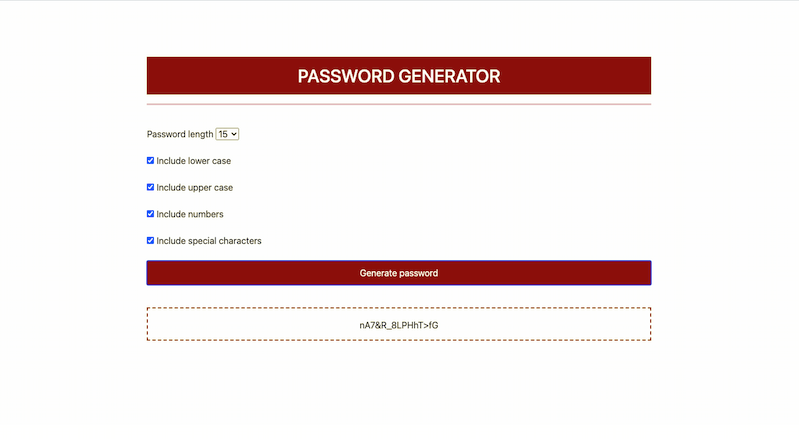 PASSWORD GENERATOR
Password length 15
Include lower case
Include upper case
Include numbers
Include special characters
Generate password
nA7&R_8LPHhT>fG